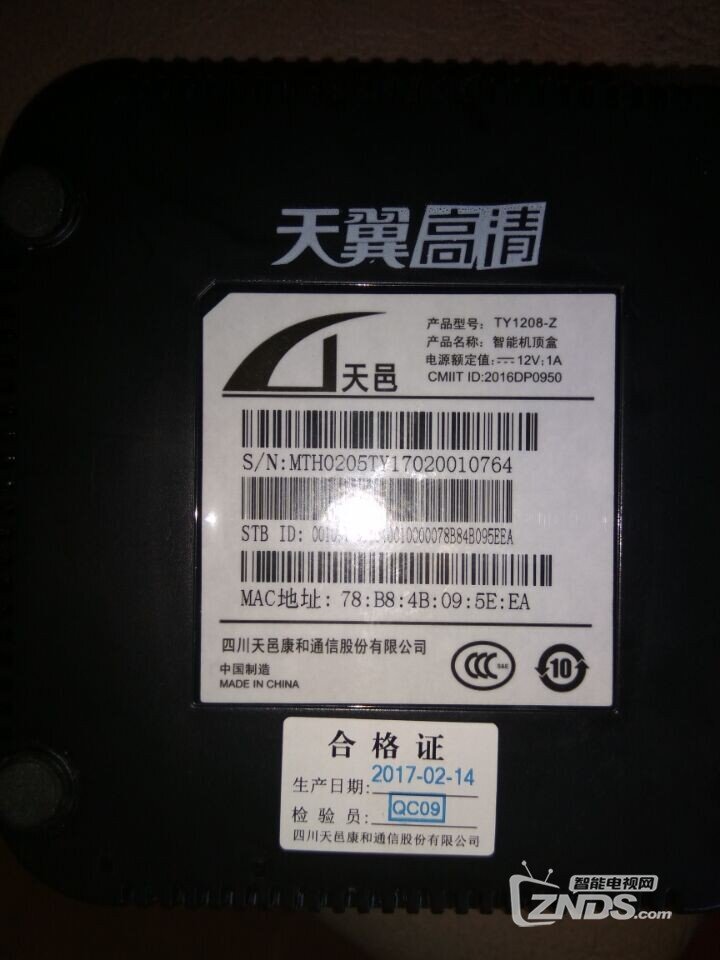 天翼高清
天邑
产品型号: TY1208-Z
产品名称: 智能机顶盒
电源额定值: ⎓ 12V: 1A
CMIIT ID:2016DP0950
S/N:MTH0205TY17020010764
STB ID:
MAC地址: 78:B8:4B:09:5E:EA
四川天邑康和通信股份有限公司
中国制造
MADE IN CHINA
CCC S&E
10
合格证
生产日期: 2017-02-14
检验员: QC09
四川天邑康和通信股份有限公司
智能电视网
ZNDS.com